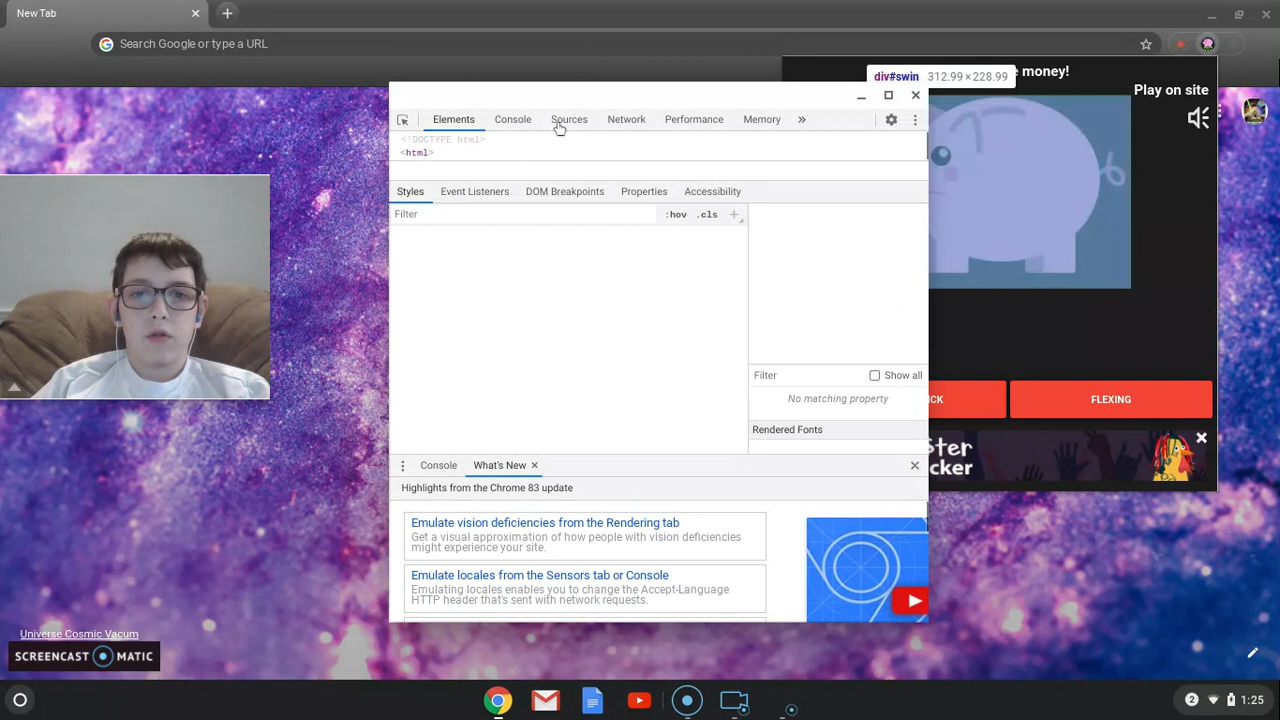 New Tab
Search Google or type a URL
div#swin 312.99 × 228.99
money!
Play on site
Elements Console Sources Network Performance Memory »
<!DOCTYPE html>
<html>
Styles Event Listeners DOM Breakpoints Properties Accessibility
Filter :hov .cls +
Filter Show all
No matching property
Rendered Fonts
CK FLEXING
ster
cker
Console What's New ×
Highlights from the Chrome 83 update
Emulate vision deficiencies from the Rendering tab
Get a visual approximation of how people with vision deficiencies
might experience your site.
Emulate locales from the Sensors tab or Console
Emulating locales enables you to change the Accept-Language
HTTP header that's sent with network requests.
Universe Cosmic Vacum
SCREENCAST MATIC
2 1:25